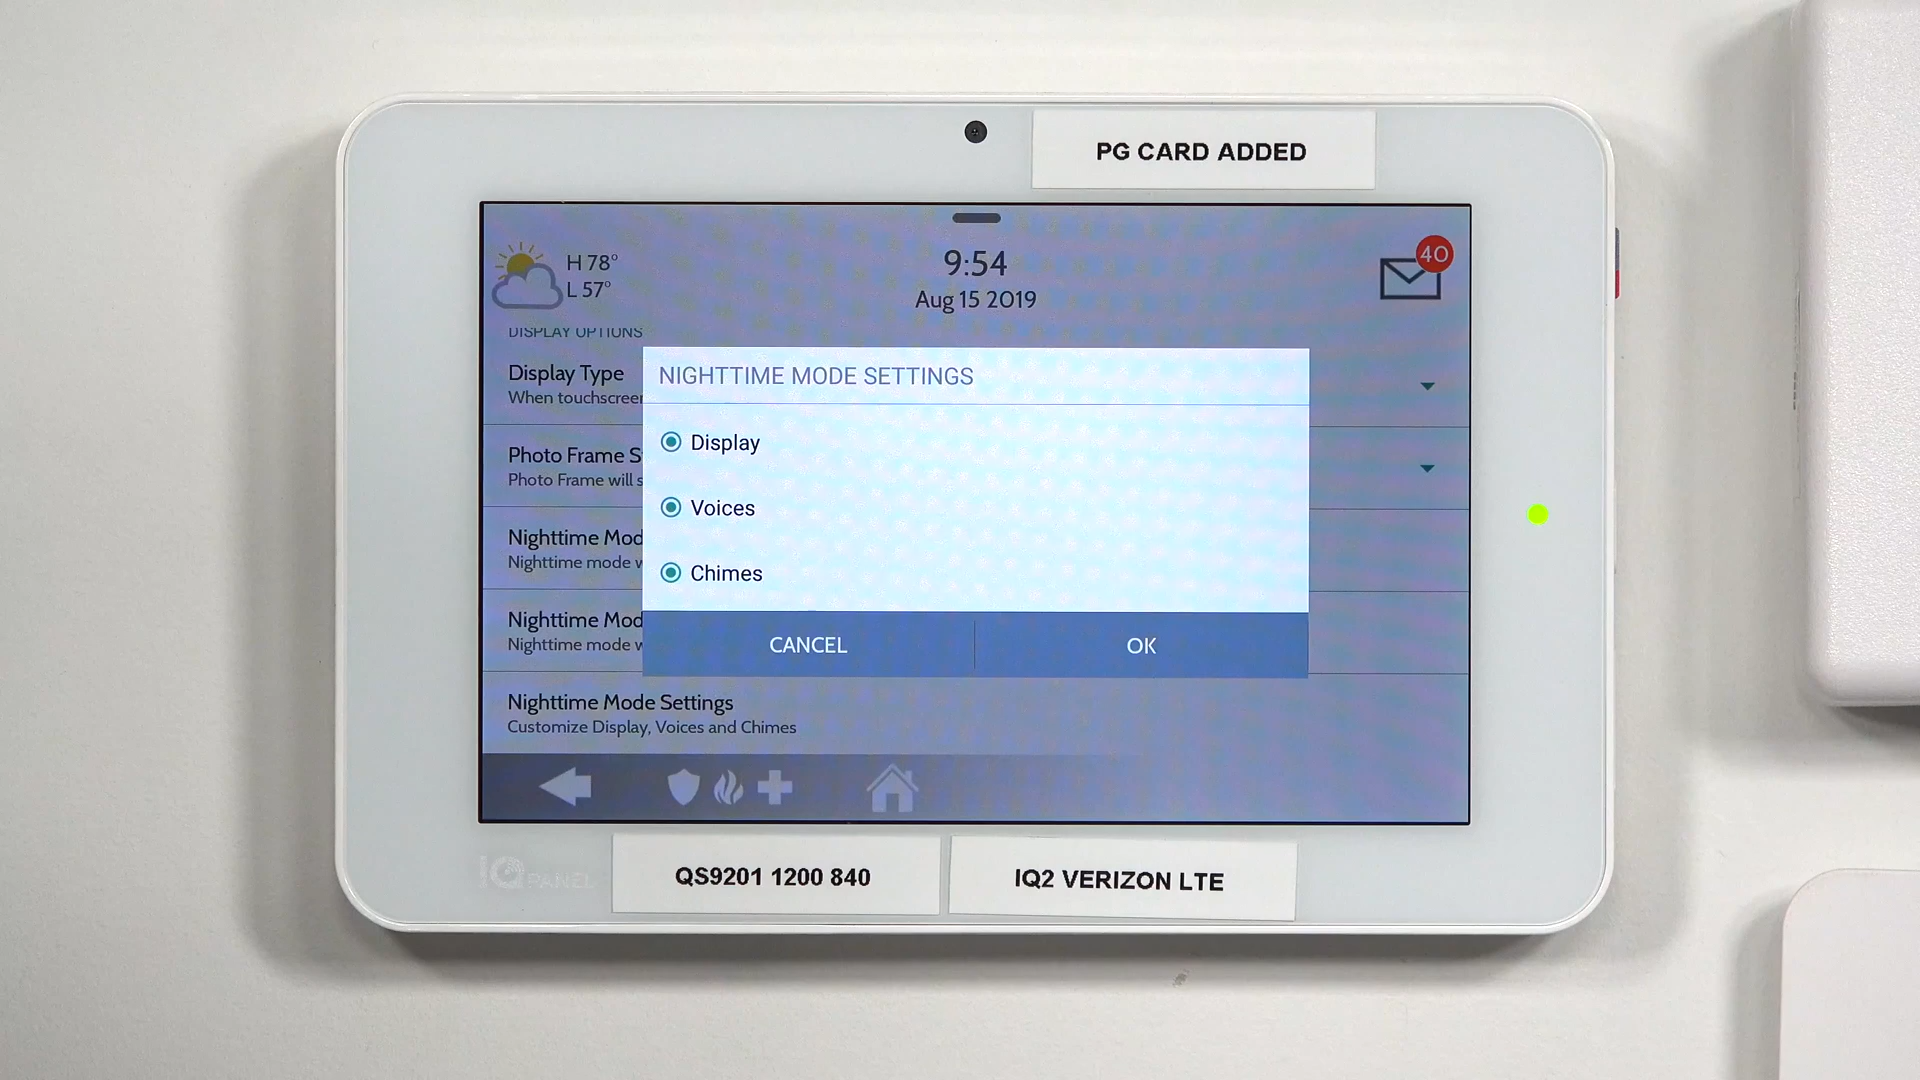 PG CARD ADDED
H 78°
L 57°
9:54
Aug 15 2019
40
DISPLAY OPTIONS
Display Type
When touchscreen
Photo Frame S
Photo Frame will s
Nighttime Mod
Nighttime mode w
Nighttime Mod
Nighttime mode w
NIGHTTIME MODE SETTINGS
Display
Voices
Chimes
CANCEL
OK
Nighttime Mode Settings
Customize Display, Voices and Chimes
IQ PANEL
QS9201 1200 840
IQ2 VERIZON LTE